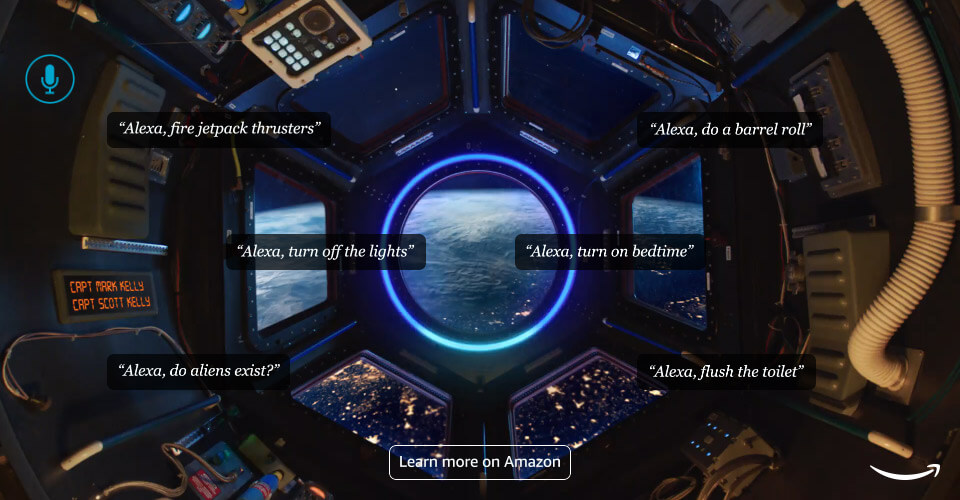 “Alexa, fire jetpack thrusters”
“Alexa, do a barrel roll”
“Alexa, turn off the lights”
“Alexa, turn on bedtime”
CAPT MARK KELLY
CAPT SCOTT KELLY
“Alexa, do aliens exist?”
“Alexa, flush the toilet”
Learn more on Amazon